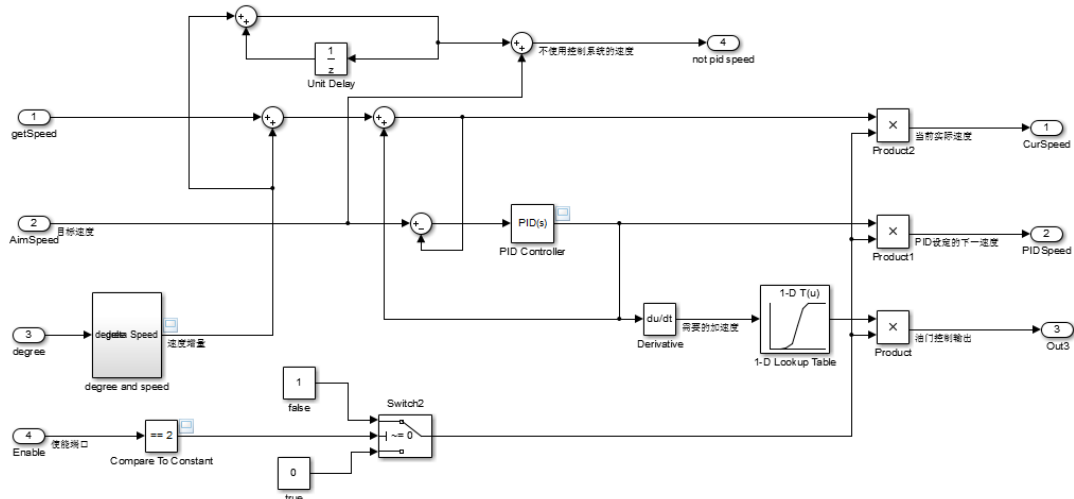 4
不使用控制系统的速度
not pid speed
1
z
Unit Delay
1
getSpeed
×
Product2
当前实际速度
1
CurSpeed
2
AimSpeed
目标速度
PID(s)
PID Controller
×
Product1
PID设定的下一速度
2
PIDSpeed
3
degree
Speed
degree and speed
速度增量
du/dt
Derivative
需要的加速度
1-D T(u)
1-D Lookup Table
×
Product
油门控制输出
3
Out3
1
false
Switch2
~= 0
4
Enable
使能端口
== 2
Compare To Constant
0
true